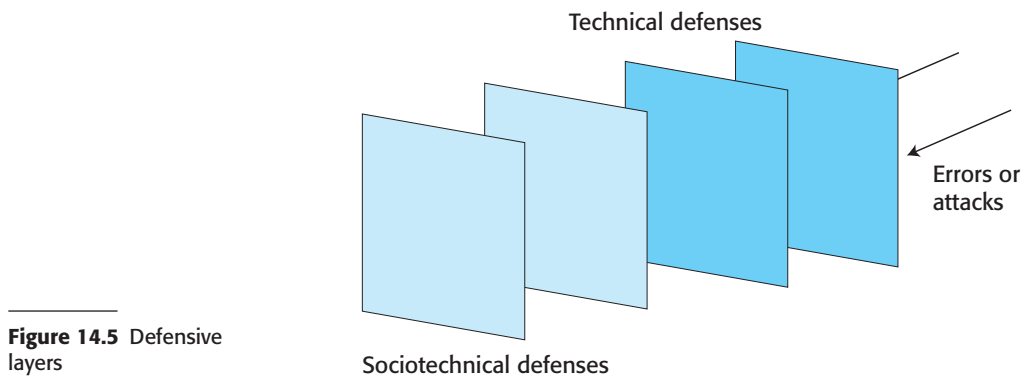 Technical defenses
Errors or
attacks
Figure 14.5 Defensive
layers
Sociotechnical defenses